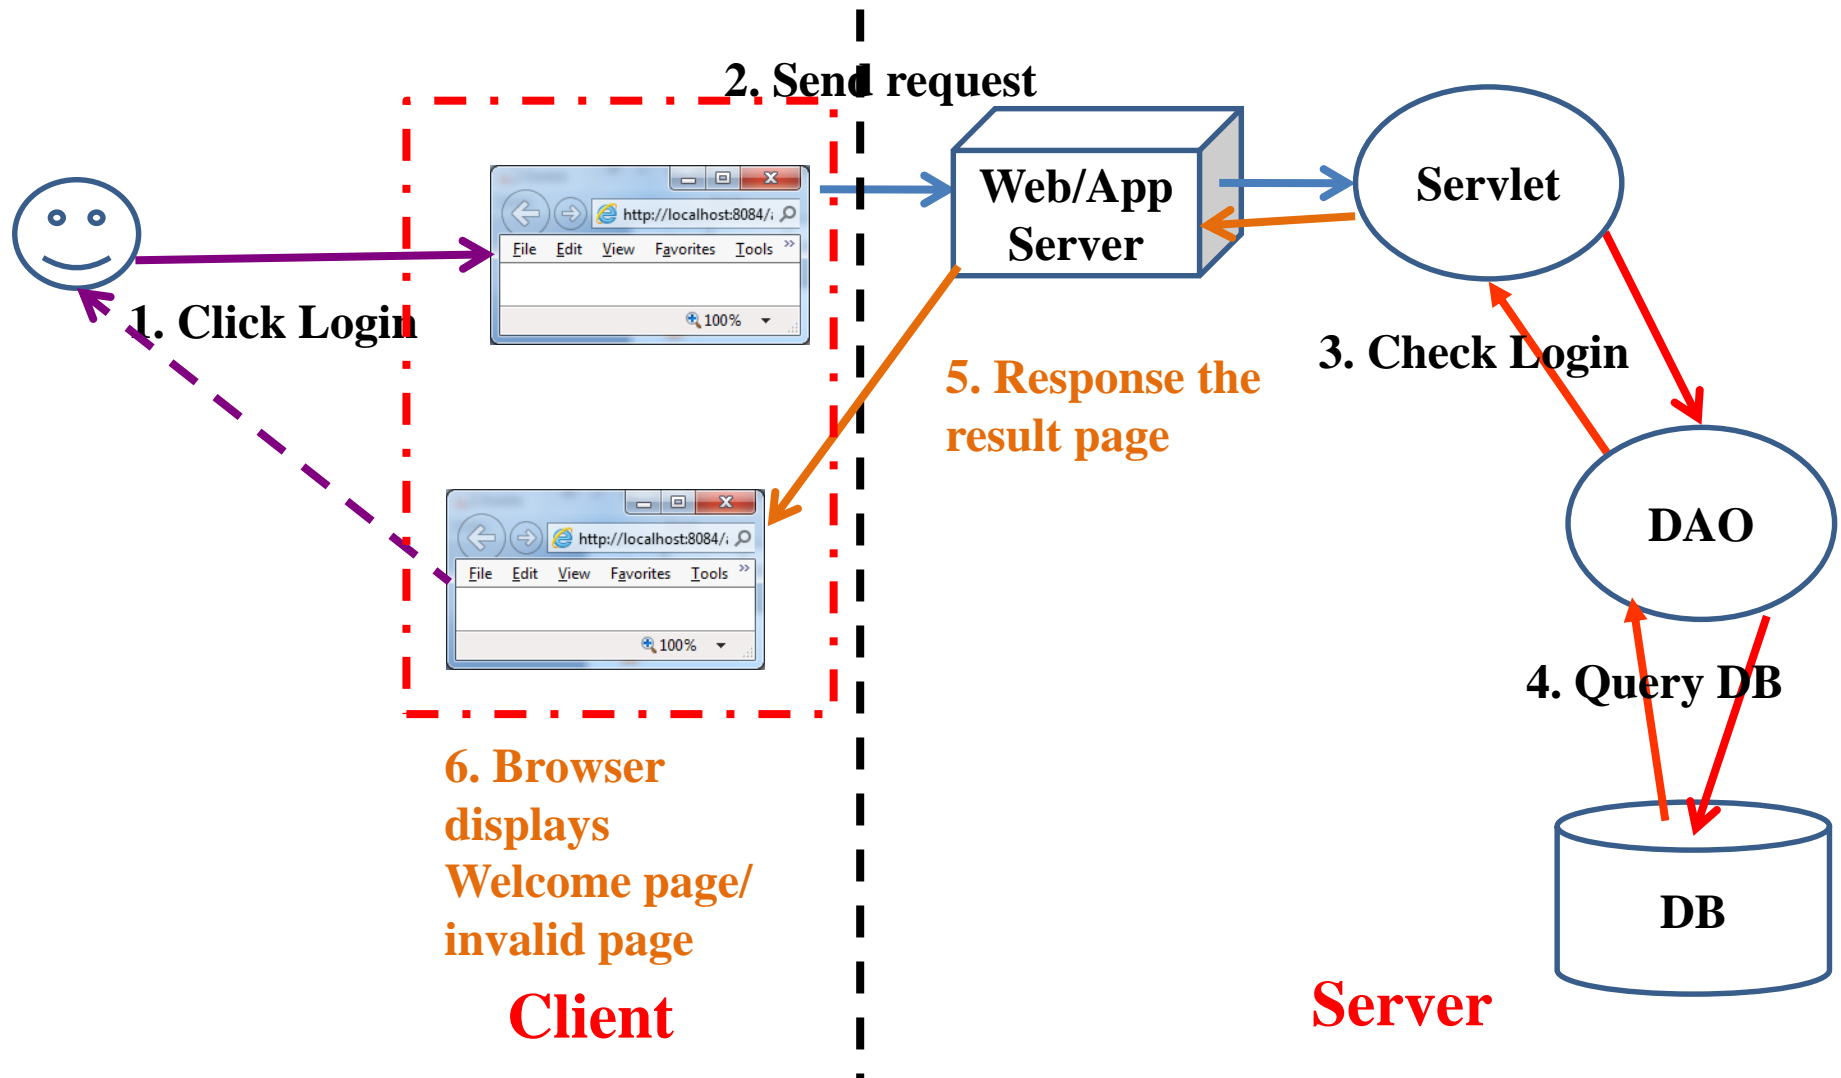 2. Send request
Web/App
Server
Servlet
http://localhost:8084/
File Edit View Favorites Tools »
100%
1. Click Login
3. Check Login
5. Response the
result page
DAO
http://localhost:8084/
File Edit View Favorites Tools »
100%
4. Query DB
6. Browser
displays
Welcome page/
invalid page
DB
Client
Server